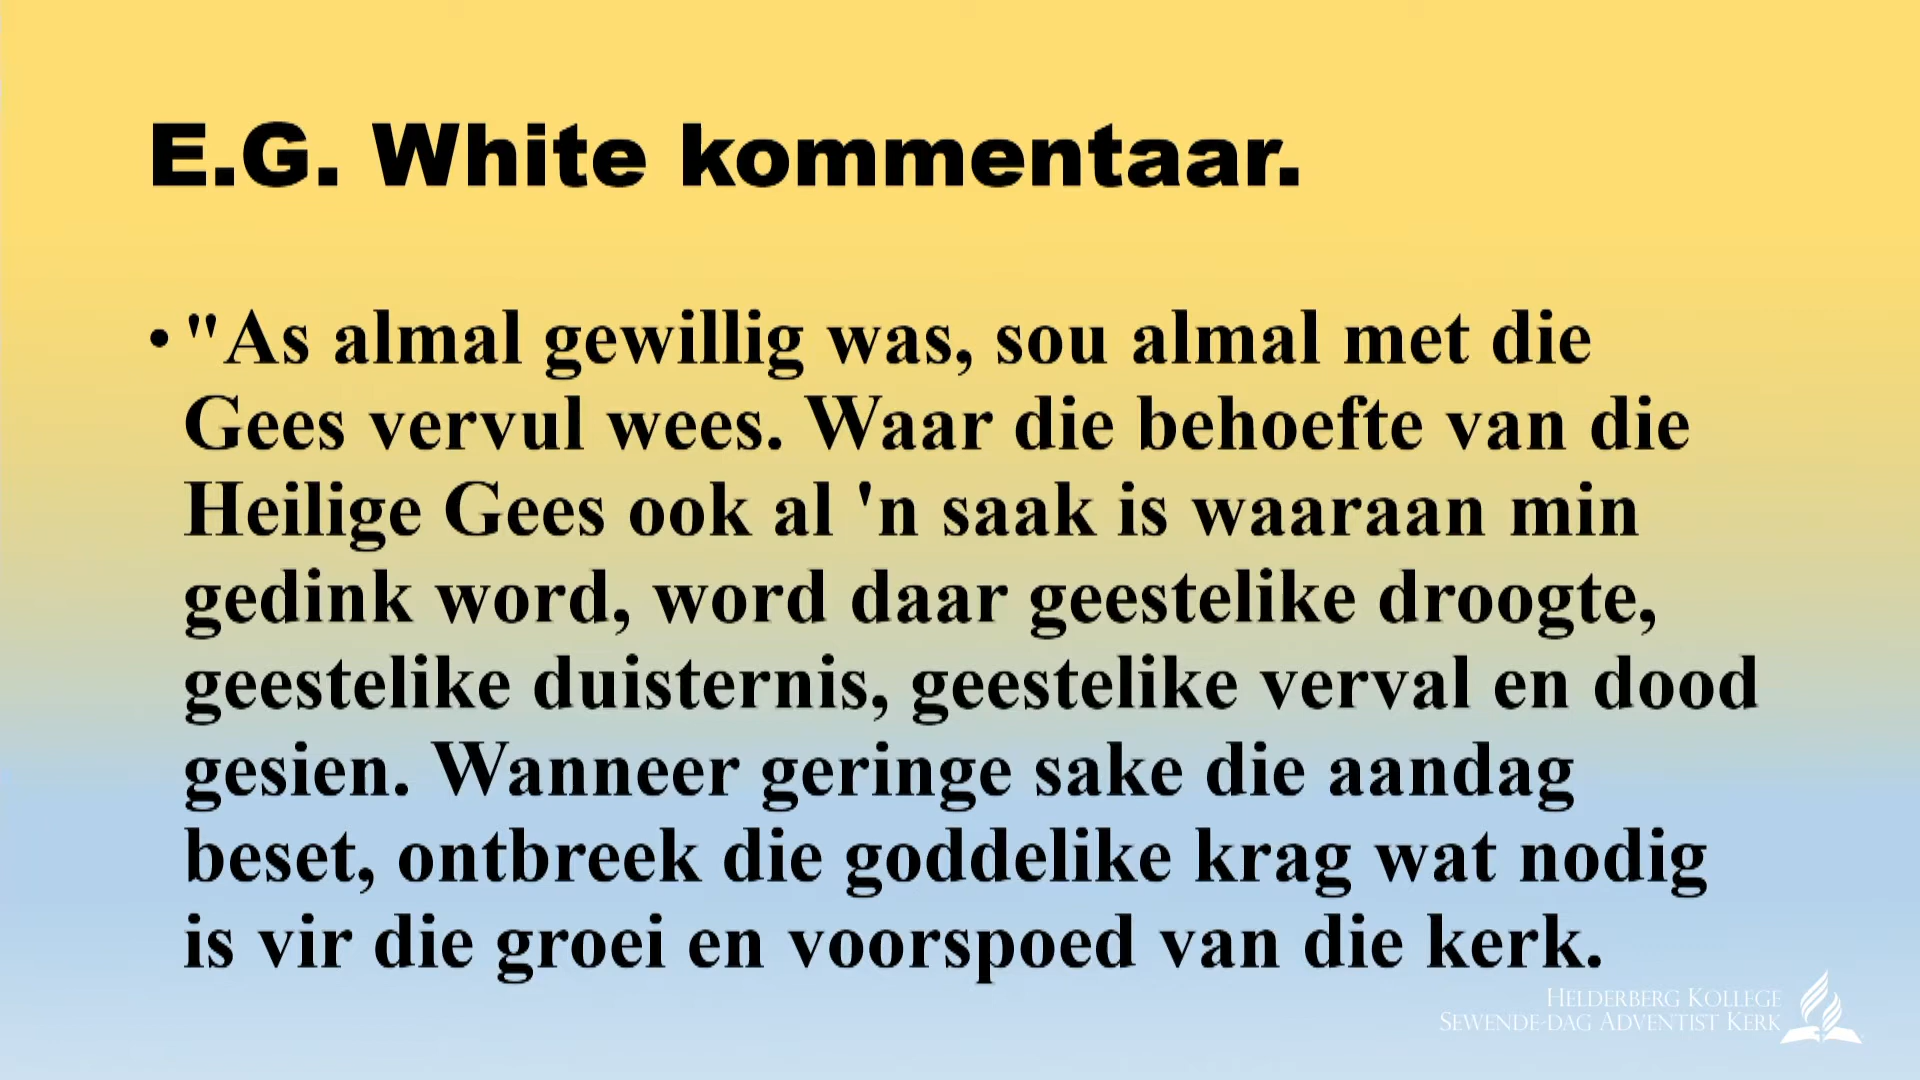 E.G. White kommentaar.
• "As almal gewillig was, sou almal met die
Gees vervul wees. Waar die behoefte van die
Heilige Gees ook al 'n saak is waaraan min
gedink word, word daar geestelike droogte,
geestelike duisternis, geestelike verval en dood
gesien. Wanneer geringe sake die aandag
beset, ontbreek die goddelike krag wat nodig
is vir die groei en voorspoed van die kerk.
Helderberg Kollege
Sewende-dag Adventist Kerk